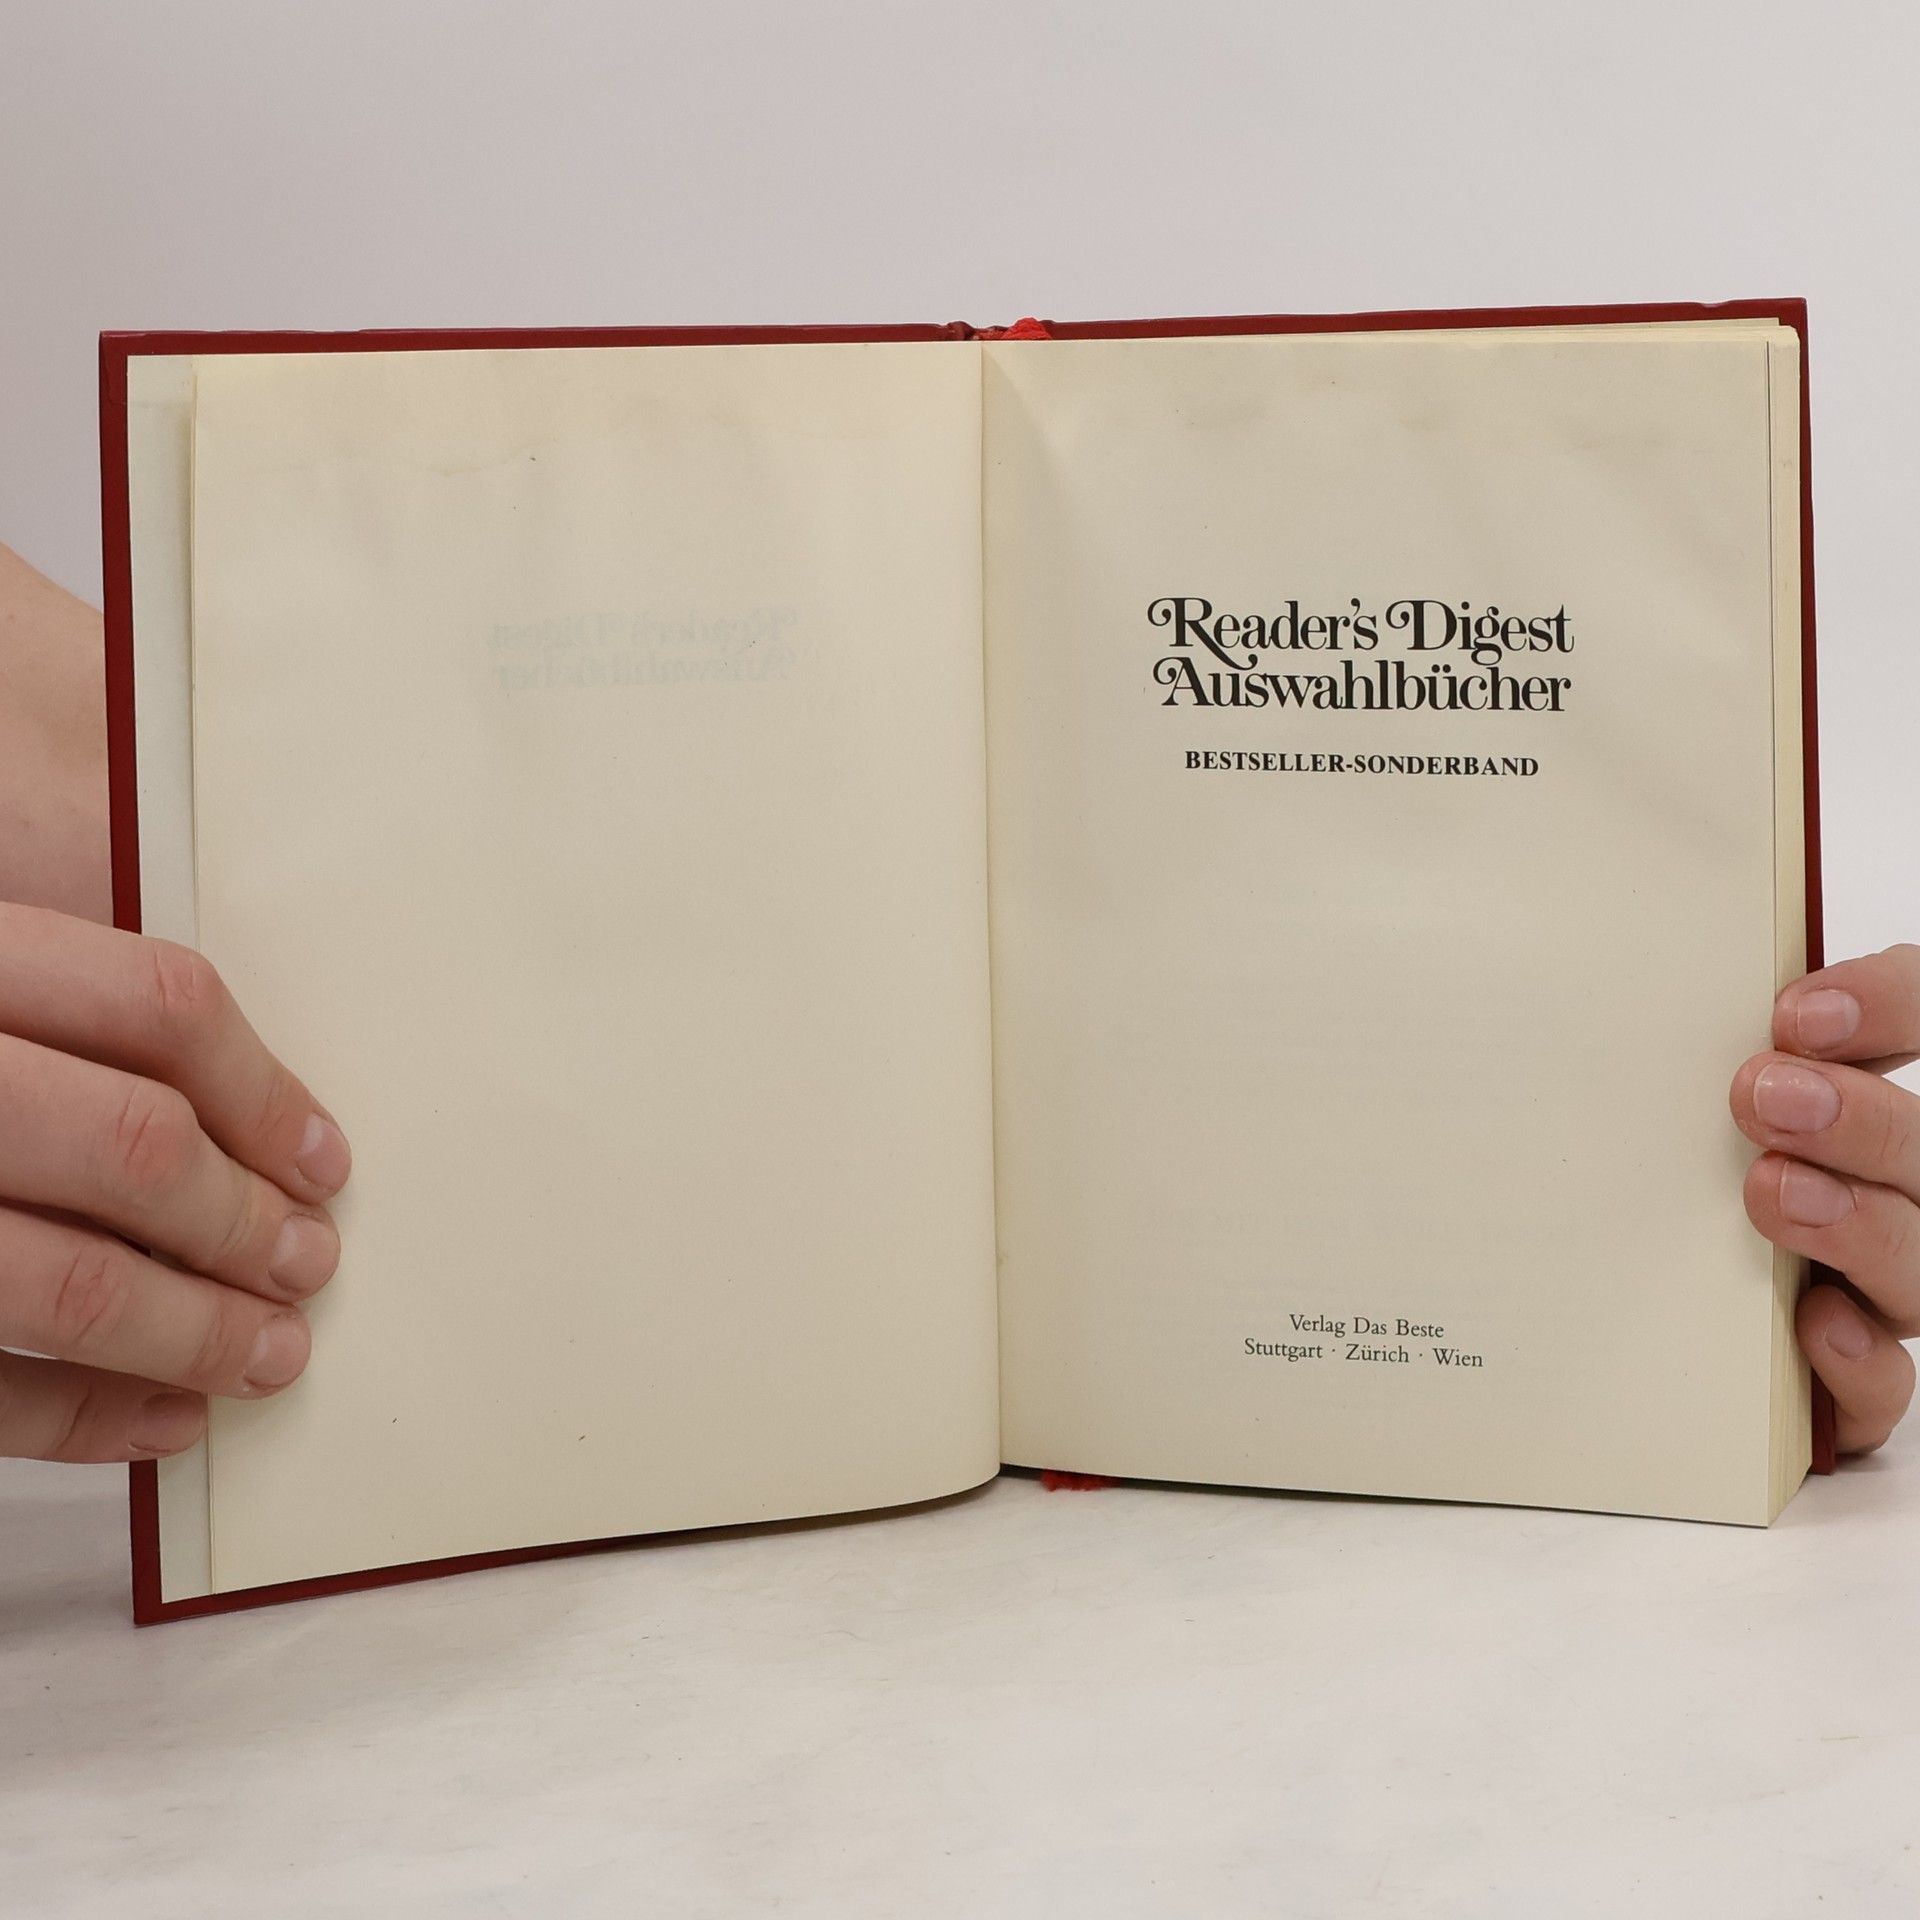 Reader's Digest
Auswahlbücher
BESTSELLER-SONDERBAND
Verlag Das Beste
Stuttgart · Zürich · Wien